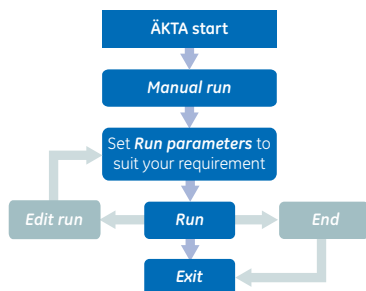 ÄKTA start
Manual run
Set Run parameters to
suit your requirement
Edit run
Run
End
Exit